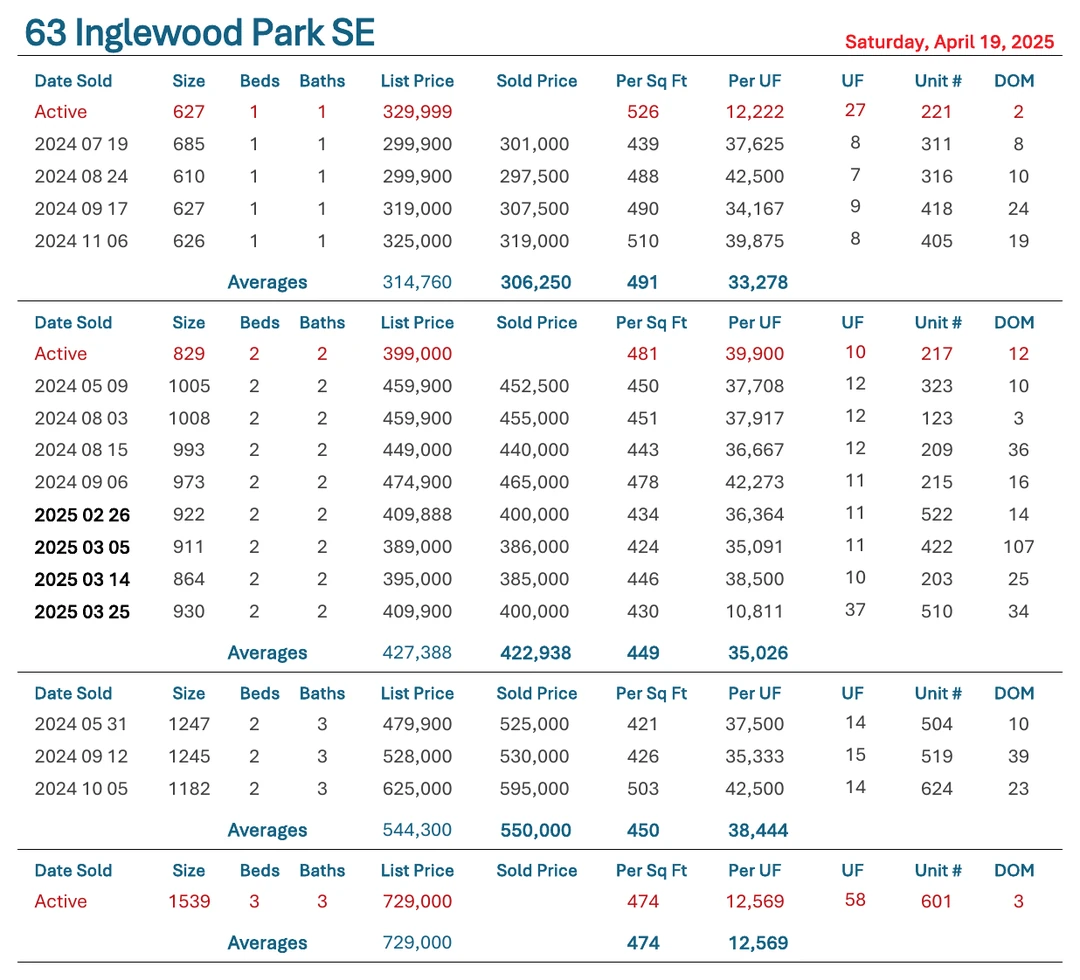 63 Inglewood Park SE
Saturday, April 19, 2025
Date Sold Size Beds Baths List Price Sold Price Per Sq Ft Per UF UF Unit # DOM
Active 627 1 1 329,999 526 12,222 27 221 2
2024 07 19 685 1 1 299,900 301,000 439 37,625 8 311 8
2024 08 24 610 1 1 299,900 297,500 488 42,500 7 316 10
2024 09 17 627 1 1 319,000 307,500 490 34,167 9 418 24
2024 11 06 626 1 1 325,000 319,000 510 39,875 8 405 19
Averages 314,760 306,250 491 33,278
Date Sold Size Beds Baths List Price Sold Price Per Sq Ft Per UF UF Unit # DOM
Active 829 2 2 399,000 481 39,900 10 217 12
2024 05 09 1005 2 2 459,900 452,500 450 37,708 12 323 10
2024 08 03 1008 2 2 459,900 455,000 451 37,917 12 123 3
2024 08 15 993 2 2 449,000 440,000 443 36,667 12 209 36
2024 09 06 973 2 2 474,900 465,000 478 42,273 11 215 16
2025 02 26 922 2 2 409,888 400,000 434 36,364 11 522 14
2025 03 05 911 2 2 389,000 386,000 424 35,091 11 422 107
2025 03 14 864 2 2 395,000 385,000 446 38,500 10 203 25
2025 03 25 930 2 2 409,900 400,000 430 10,811 37 510 34
Averages 427,388 422,938 449 35,026
Date Sold Size Beds Baths List Price Sold Price Per Sq Ft Per UF UF Unit # DOM
2024 05 31 1247 2 3 479,900 525,000 421 37,500 14 504 10
2024 09 12 1245 2 3 528,000 530,000 426 35,333 15 519 39
2024 10 05 1182 2 3 625,000 595,000 503 42,500 14 624 23
Averages 544,300 550,000 450 38,444
Date Sold Size Beds Baths List Price Sold Price Per Sq Ft Per UF UF Unit # DOM
Active 1539 3 3 729,000 474 12,569 58 601 3
Averages 729,000 474 12,569